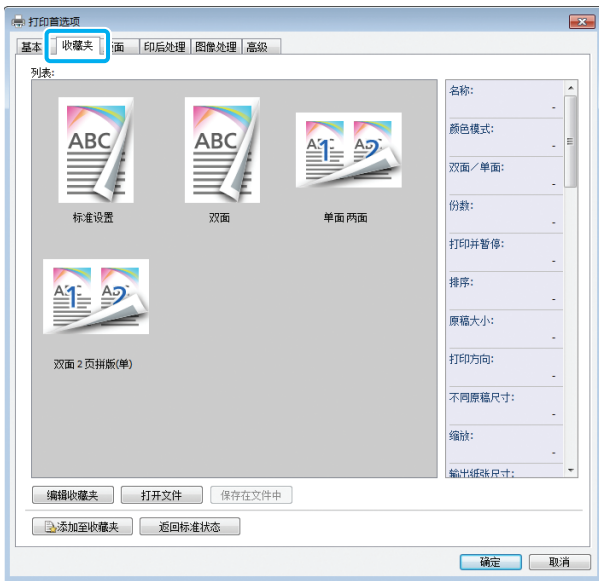 打印首选项
基本 收藏夹 面 印后处理 图像处理 高级
列表:
ABC
标准设置
ABC
双面
1 2
单面 两面
1 2
双面 2 页拼版(单)
名称:
-
颜色模式:
-
双面／单面:
-
份数:
-
打印并暂停:
-
排序:
-
原稿大小:
-
打印方向:
-
不同原稿尺寸:
-
缩放:
-
输出纸张尺寸:
编辑收藏夹 打开文件 保存在文件中
添加至收藏夹 返回标准状态
确定 取消